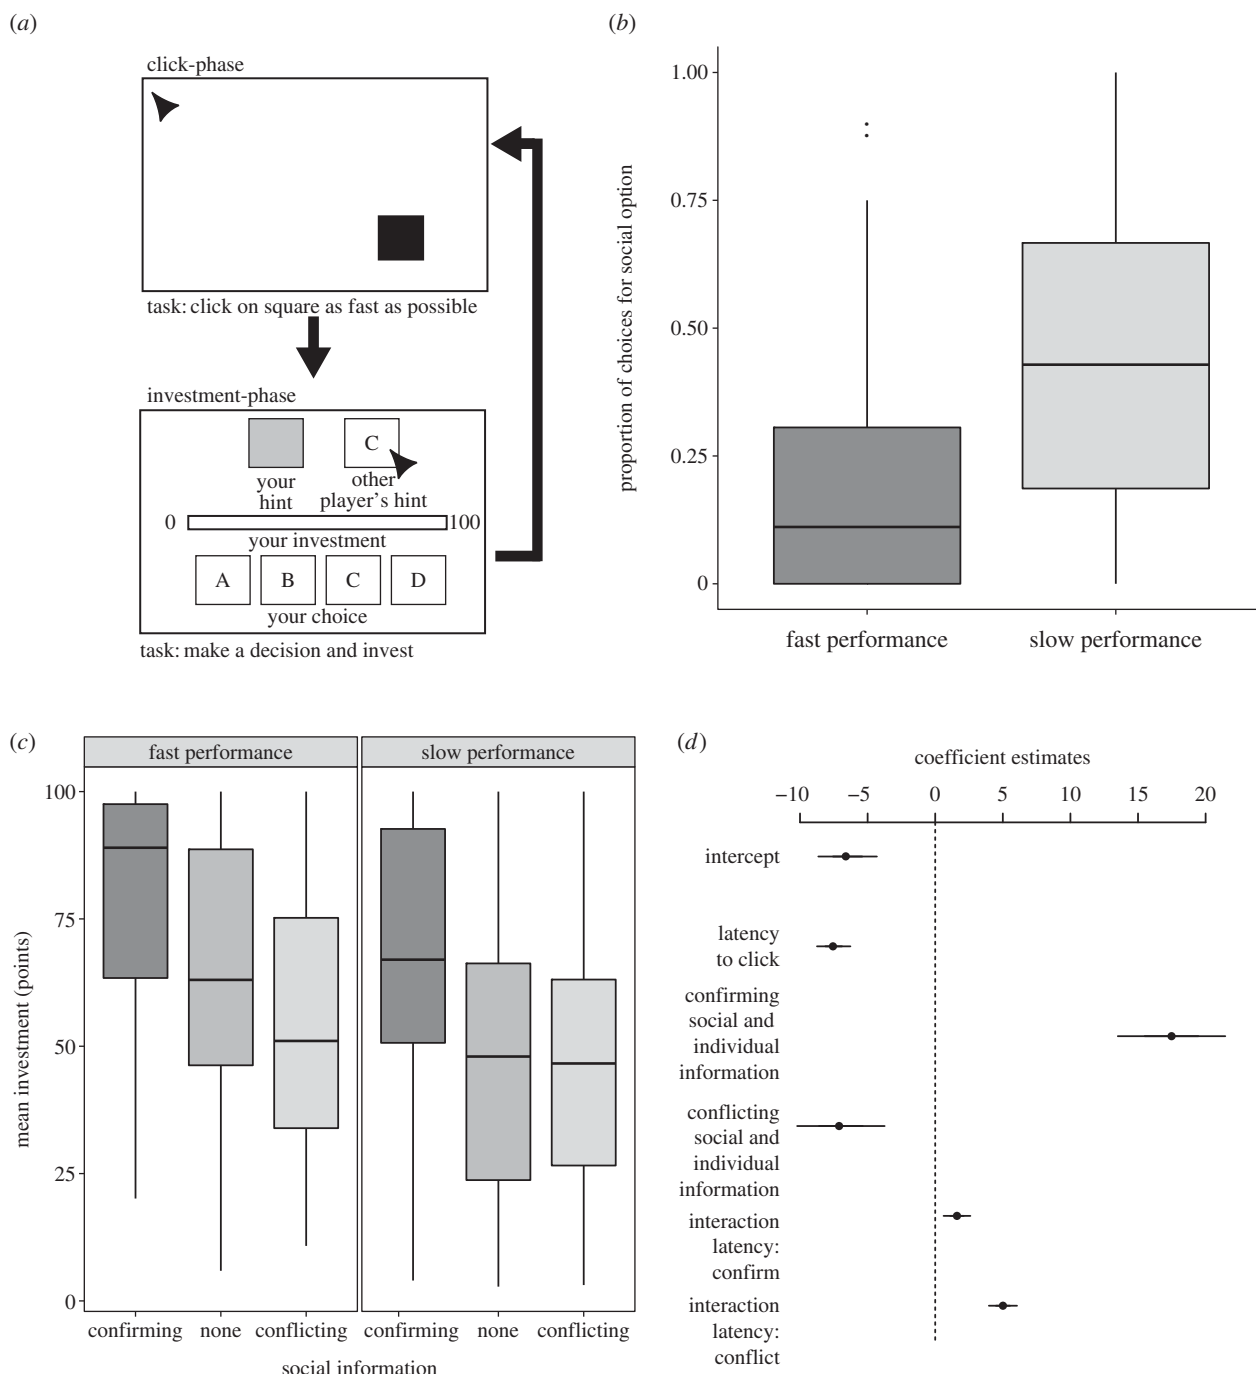 (a)
click-phase
task: click on square as fast as possible
investment-phase
C
your
hint
other
player's hint
0
100
your investment
A B C D
your choice
task: make a decision and invest
(b)
proportion of choices for social option
1.00
0.75
0.50
0.25
0
fast performance
slow performance
(c)
fast performance
slow performance
mean investment (points)
100
75
50
25
0
confirming none conflicting
confirming none conflicting
social information
(d)
coefficient estimates
−10 −5 0 5 10 15 20
intercept
latency
to click
confirming
social and
individual
information
conflicting
social and
individual
information
interaction
latency:
confirm
interaction
latency:
conflict